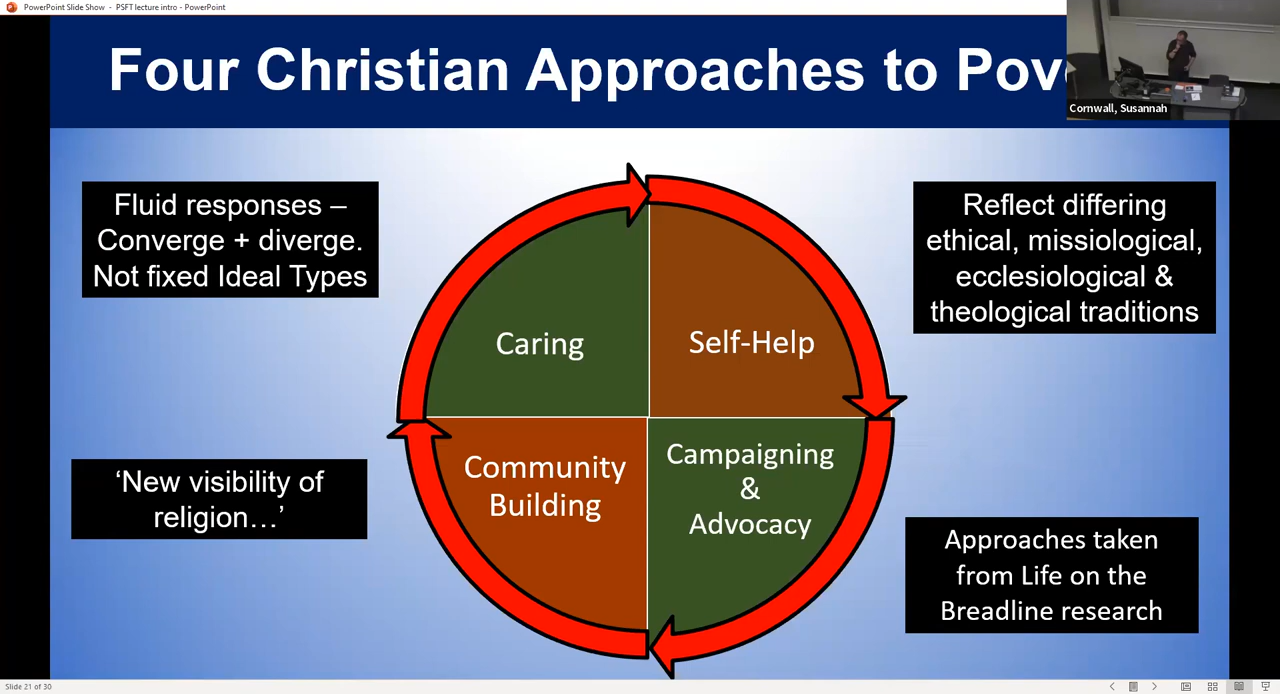 PowerPoint Slide Show - PSFT lecture intro - PowerPoint
Four Christian Approaches to Pov
Cornwall, Susannah
Fluid responses –
Converge + diverge.
Not fixed Ideal Types
Reflect differing
ethical, missiological,
ecclesiological &
theological traditions
Caring
Self-Help
Community
Building
Campaigning
&
Advocacy
‘New visibility of
religion…’
Approaches taken
from Life on the
Breadline research
Slide 21 of 30